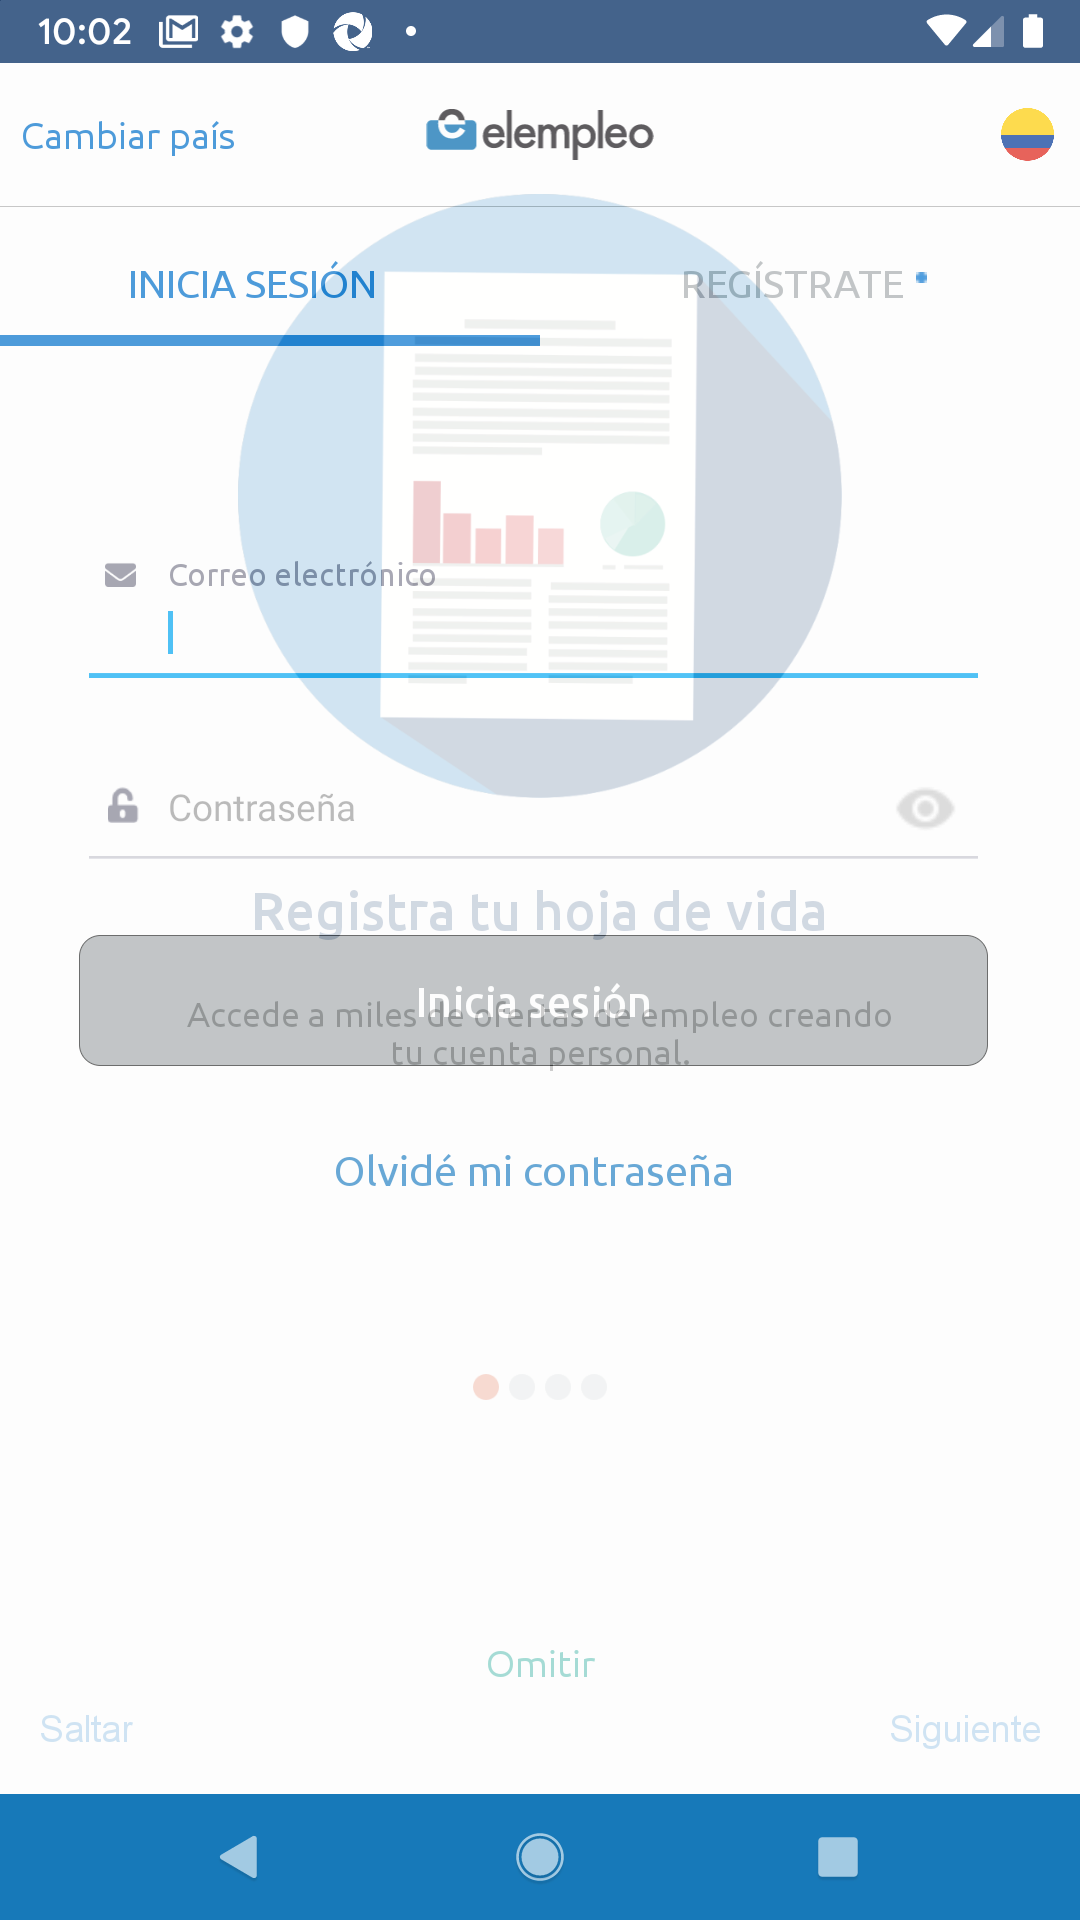 10:02
Cambiar país
elempleo
INICIA SESIÓN
REGÍSTRATE
Correo electrónico
Contraseña
Registra tu hoja de vida
Inicia sesión
Accede a miles de ofertas de empleo creando
tu cuenta personal.
Olvidé mi contraseña
Omitir
Saltar
Siguiente